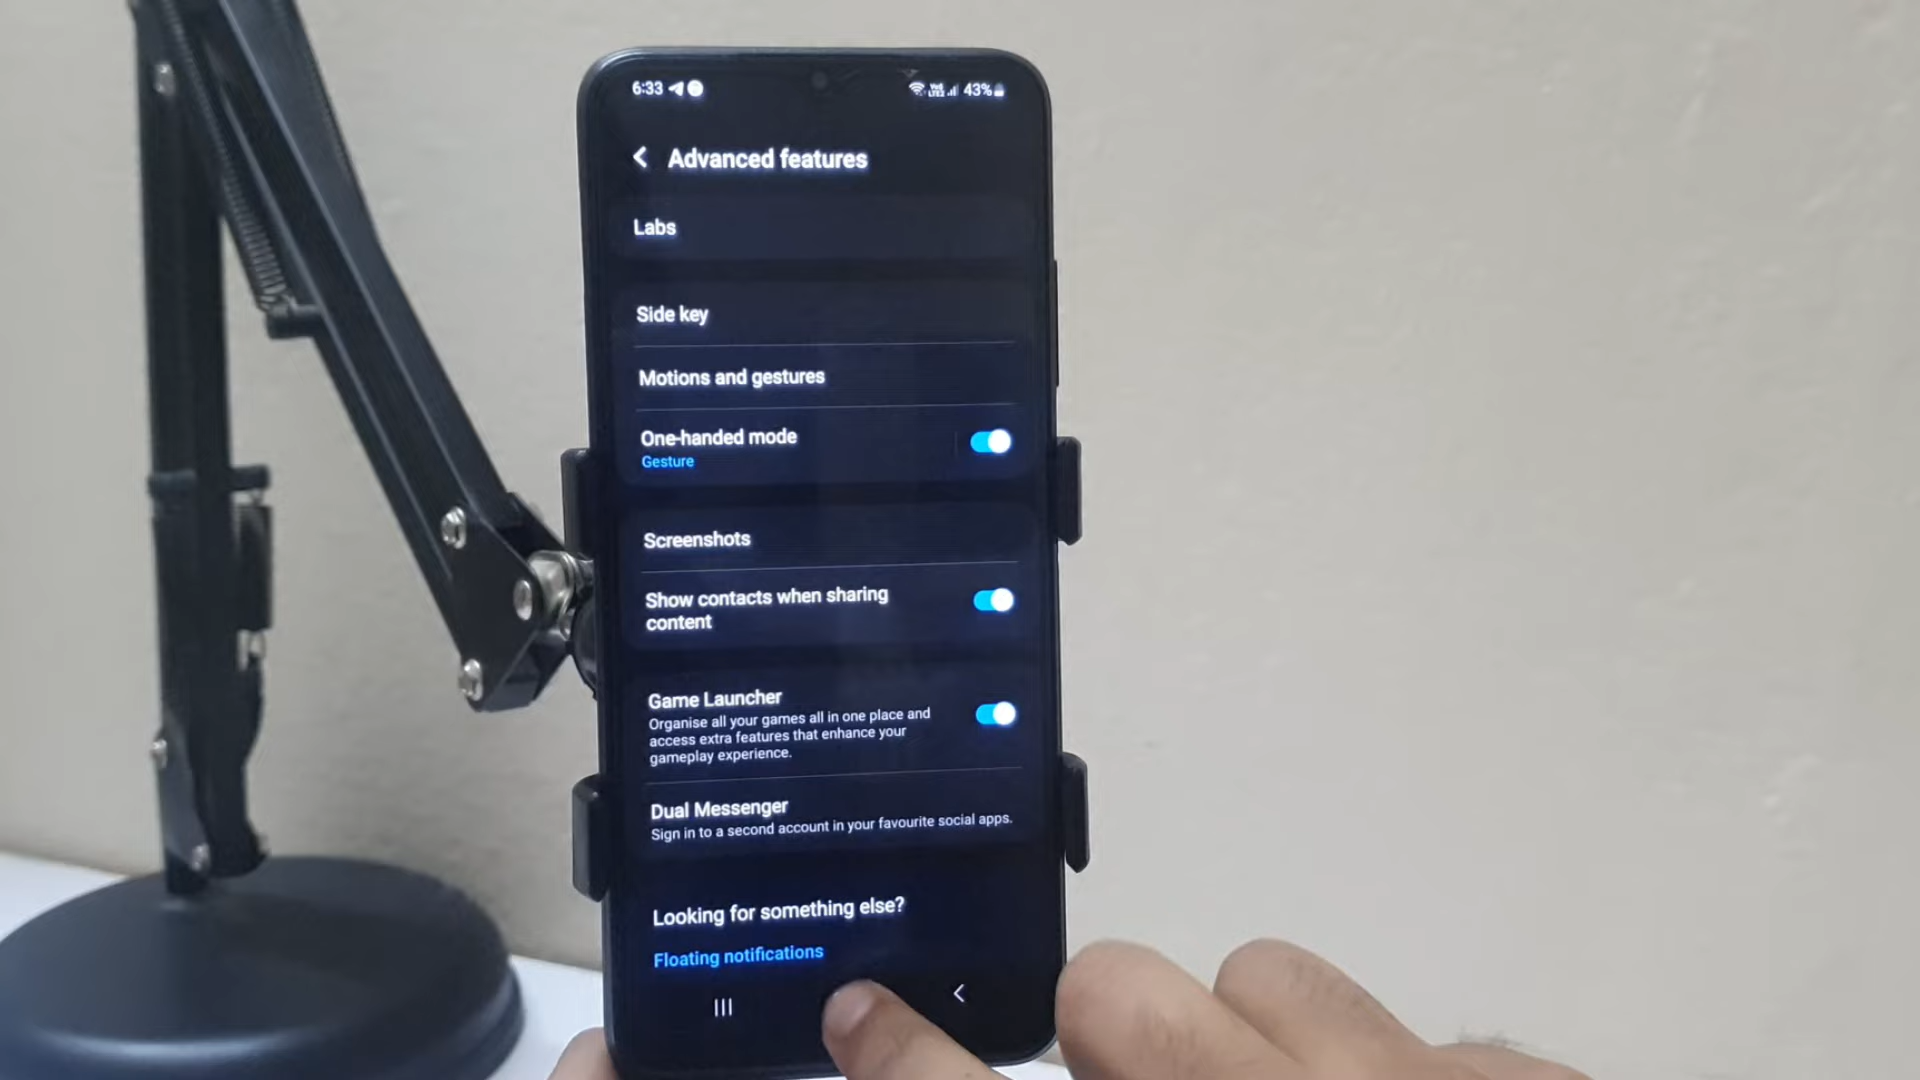 6:33 43%
Advanced features
Labs
Side key
Motions and gestures
One-handed mode
Gesture
Screenshots
Show contacts when sharing
content
Game Launcher
Organise all your games all in one place and
access extra features that enhance your
gameplay experience.
Dual Messenger
Sign in to a second account in your favourite social apps.
Looking for something else?
Floating notifications